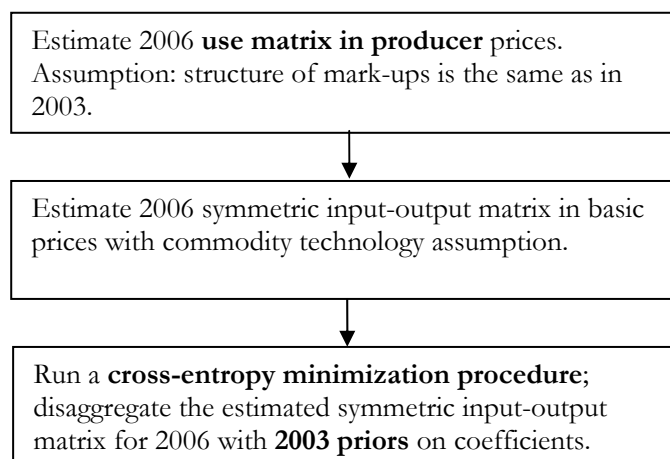 Estimate 2006 use matrix in producer prices.
Assumption: structure of mark-ups is the same as in
2003.
Estimate 2006 symmetric input-output matrix in basic
prices with commodity technology assumption.
Run a cross-entropy minimization procedure;
disaggregate the estimated symmetric input-output
matrix for 2006 with 2003 priors on coefficients.